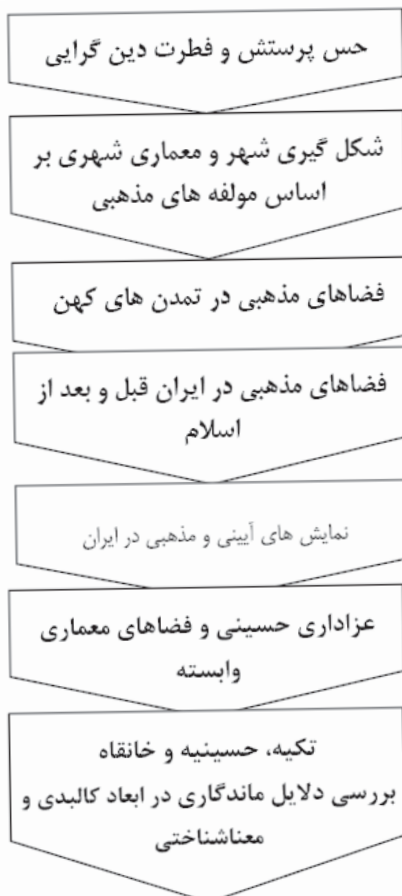 حس پرستش و فطرت دین گرایی
شکل گیری شهر و معماری شهری بر
اساس مولفه های مذهبی
فضاهای مذهبی در تمدن های کهن
فضاهای مذهبی در ایران قبل و بعد از
اسلام
نمایش های آیینی و مذهبی در ایران
عزاداری حسینی و فضاهای معماری
وابسته
تکیه، حسینیه و خانقاه
بررسی دلایل ماندگاری در ابعاد کالبدی و
معناشناختی